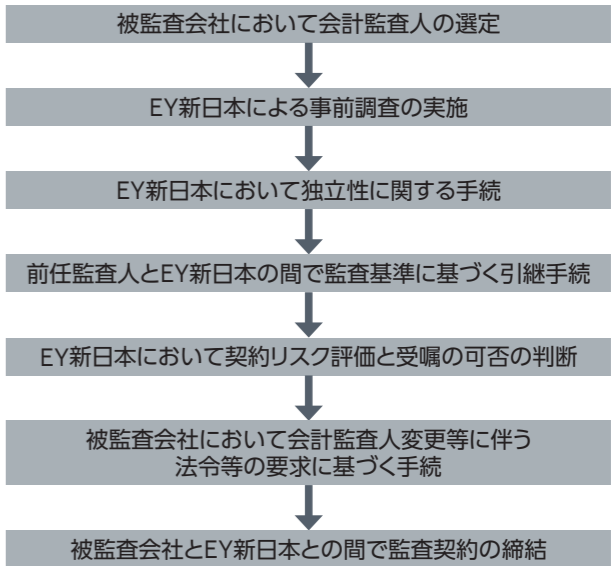 被監査会社において会計監査人の選定
EY新日本による事前調査の実施
EY新日本において独立性に関する手続
前任監査人とEY新日本の間で監査基準に基づく引継手続
EY新日本において契約リスク評価と受嘱の可否の判断
被監査会社において会計監査人変更等に伴う
法令等の要求に基づく手続
被監査会社とEY新日本との間で監査契約の締結